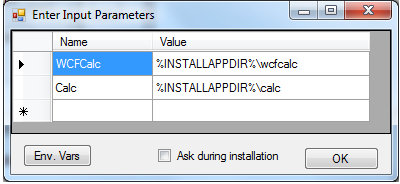 Enter Input Parameters
Name Value
WCFCalc %INSTALLAPPDIR%\wcfcalc
Calc %INSTALLAPPDIR%\calc
Env. Vars Ask during installation OK